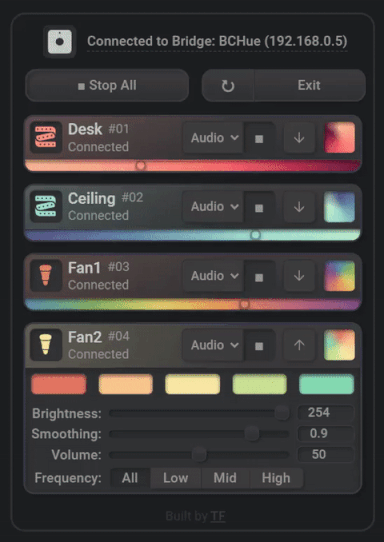 Connected to Bridge: BCHue (192.168.0.5)
■ Stop All
↻
Exit
Desk #01
Connected
Audio
■
↓
Ceiling #02
Connected
Audio
■
↓
Fan1 #03
Connected
Audio
■
↓
Fan2 #04
Connected
Audio
■
↑
Brightness: 254
Smoothing: 0.9
Volume: 50
Frequency: All Low Mid High
Built by TF